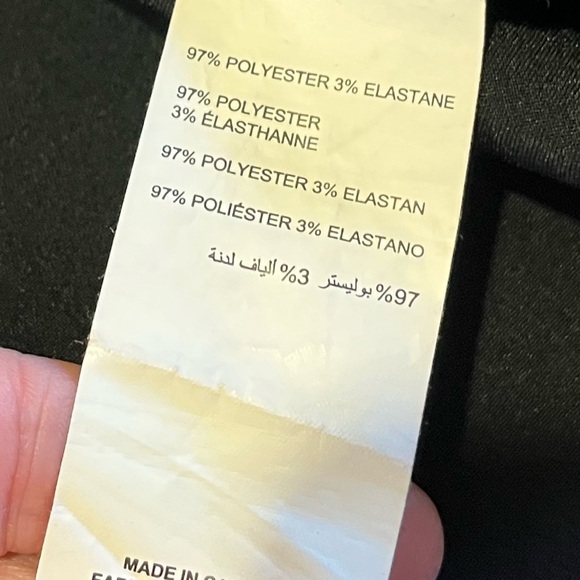 97% POLYESTER 3% ELASTANE
97% POLYESTER
3% ÉLASTHANNE
97% POLYESTER 3% ELASTAN
97% POLIÉSTER 3% ELASTANO
97% بوليستر 3% ألياف لدنة
MADE IN